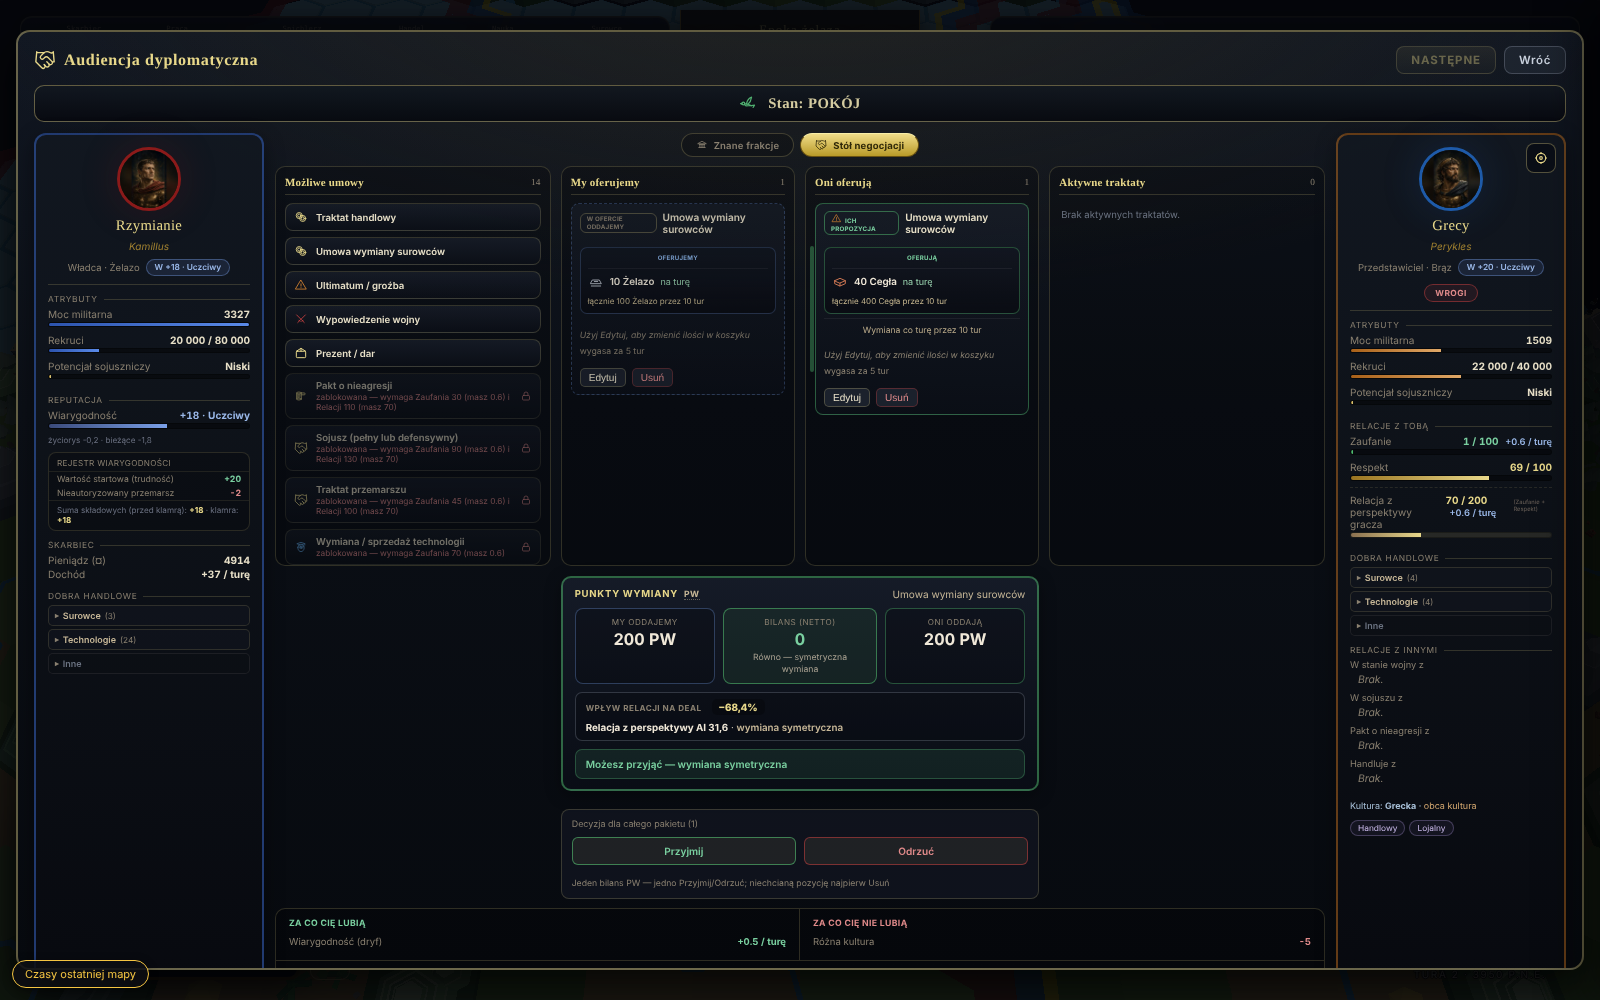 Audiencja dyplomatyczna
NASTĘPNE
Wróć
Stan: POKÓJ
Rzymianie
Kamillus
Władca · Żelazo
W +18 · Uczciwy
ATRYBUTY
Moc militarna 3327
Rekruci 20 000 / 80 000
Potencjał sojuszniczy Niski
REPUTACJA
Wiarygodność +18 · Uczciwy
życiorys -0,2 · bieżące -1,8
REJESTR WIARYGODNOŚCI
Wartość startowa (trudność) +20
Nieautoryzowany przemarsz -2
Suma składowych (przed klamrą): +18 · klamra:
+18
SKARBIEC
Pieniądz (¤) 4914
Dochód +37 / turę
DOBRA HANDLOWE
▸ Surowce (3)
▸ Technologie (24)
▸ Inne
Znane frakcje
Stół negocjacji
Możliwe umowy 14
Traktat handlowy
Umowa wymiany surowców
Ultimatum / groźba
Wypowiedzenie wojny
Prezent / dar
Pakt o nieagresji
zablokowana — wymaga Zaufania 30 (masz 0.6) i
Relacji 110 (masz 70)
Sojusz (pełny lub defensywny)
zablokowana — wymaga Zaufania 90 (masz 0.6) i
Relacji 130 (masz 70)
Traktat przemarszu
zablokowana — wymaga Zaufania 45 (masz 0.6) i
Relacji 100 (masz 70)
Wymiana / sprzedaż technologii
zablokowana — wymaga Zaufania 70 (masz 0.6)
My oferujemy 1
W OFERCIE
ODDAJEMY
Umowa wymiany
surowców
OFERUJEMY
10 Żelazo na turę
łącznie 100 Żelazo przez 10 tur
Użyj Edytuj, aby zmienić ilości w koszyku
wygasa za 5 tur
Edytuj
Usuń
Oni oferują 1
ICH
PROPOZYCJA
Umowa wymiany
surowców
OFERUJĄ
40 Cegła na turę
łącznie 400 Cegła przez 10 tur
Wymiana co turę przez 10 tur
Użyj Edytuj, aby zmienić ilości w koszyku
wygasa za 5 tur
Edytuj
Usuń
Aktywne traktaty 0
Brak aktywnych traktatów.
PUNKTY WYMIANY PW
Umowa wymiany surowców
MY ODDAJEMY
200 PW
BILANS (NETTO)
0
Równo — symetryczna
wymiana
ONI ODDAJĄ
200 PW
WPŁYW RELACJI NA DEAL −68,4%
Relacja z perspektywy AI 31,6 · wymiana symetryczna
Możesz przyjąć — wymiana symetryczna
Decyzja dla całego pakietu (1)
Przyjmij
Odrzuć
Jeden bilans PW — jedno Przyjmij/Odrzuć; niechcianą pozycję najpierw Usuń
ZA CO CIĘ LUBIĄ
Wiarygodność (dryf) +0.5 / turę
ZA CO CIĘ NIE LUBIĄ
Różna kultura -5
Grecy
Perykles
Przedstawiciel · Brąz
W +20 · Uczciwy
WROGI
ATRYBUTY
Moc militarna 1509
Rekruci 22 000 / 40 000
Potencjał sojuszniczy Niski
RELACJE Z TOBĄ
Zaufanie 1 / 100 +0.6 / turę
Respekt 69 / 100
Relacja z
perspektywy
gracza
70 / 200
+0.6 / turę
(Zaufanie +
Respekt)
DOBRA HANDLOWE
▸ Surowce (4)
▸ Technologie (4)
▸ Inne
RELACJE Z INNYMI
W stanie wojny z
Brak.
W sojuszu z
Brak.
Pakt o nieagresji z
Brak.
Handluje z
Brak.
Kultura: Grecka · obca kultura
Handlowy
Lojalny
Czasy ostatniej mapy